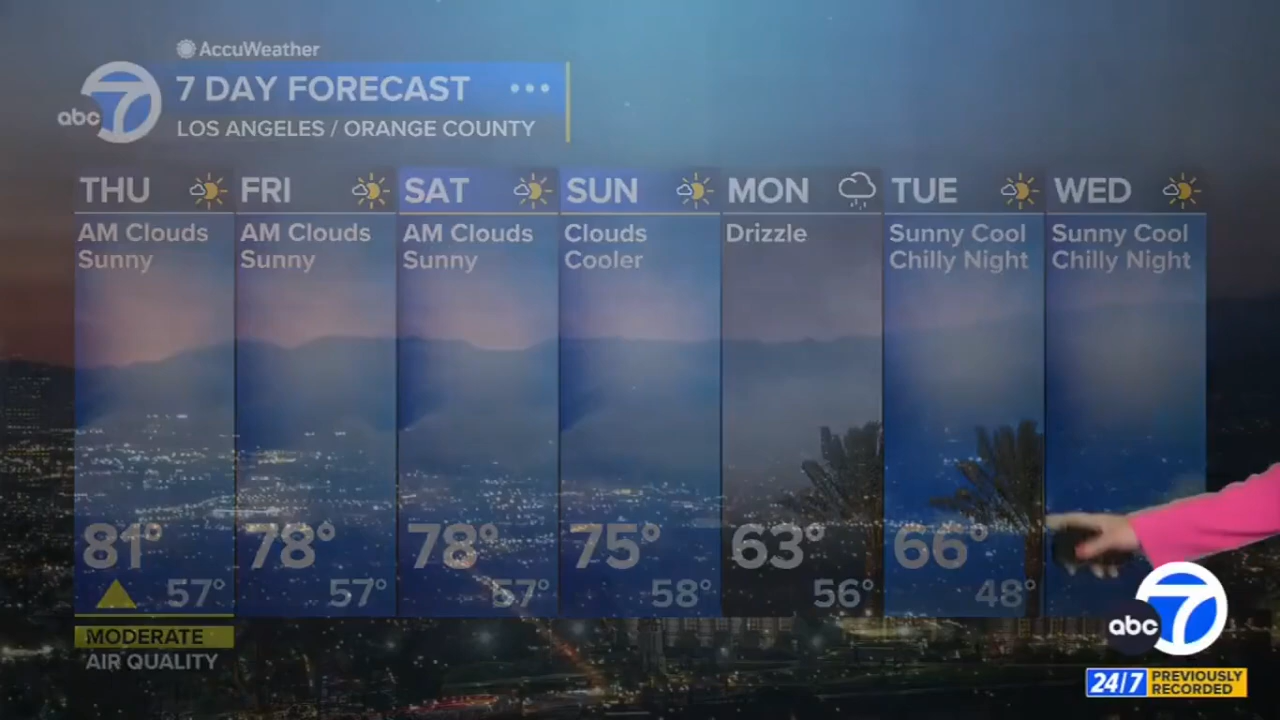 AccuWeather
abc 7
7 DAY FORECAST
LOS ANGELES / ORANGE COUNTY
THU FRI SAT SUN MON TUE WED
AM Clouds AM Clouds AM Clouds Clouds Drizzle Sunny Cool Sunny Cool
Sunny Sunny Sunny Cooler Chilly Night Chilly Night
81° 78° 78° 75° 63° 66°
57° 57° 57° 58° 56° 48°
MODERATE
AIR QUALITY
abc 7
24/7 PREVIOUSLY
RECORDED